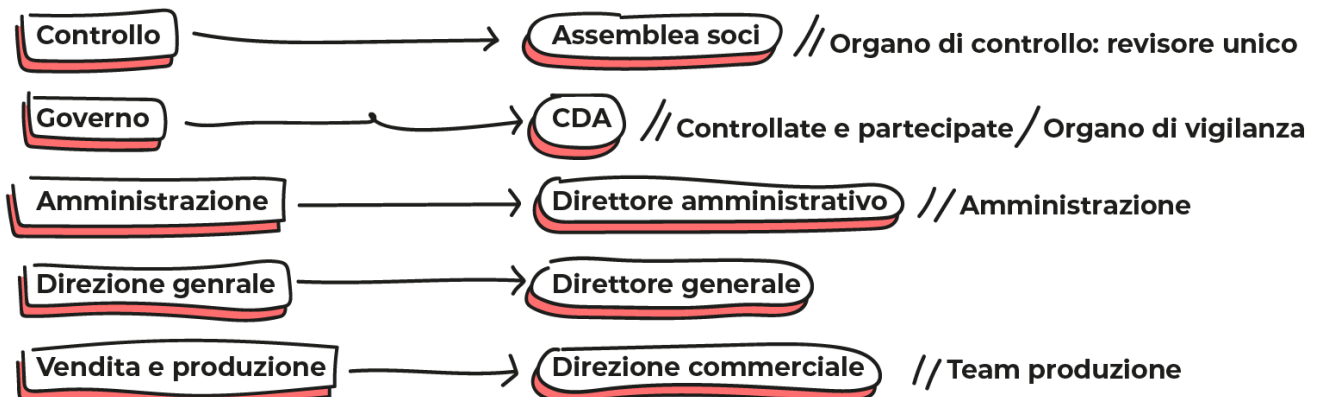 Controllo Assemblea soci // Organo di controllo: revisore unico
Governo CDA // Controllate e partecipate / Organo di vigilanza
Amministrazione Direttore amministrativo // Amministrazione
Direzione genrale Direttore generale
Vendita e produzione Direzione commerciale // Team produzione